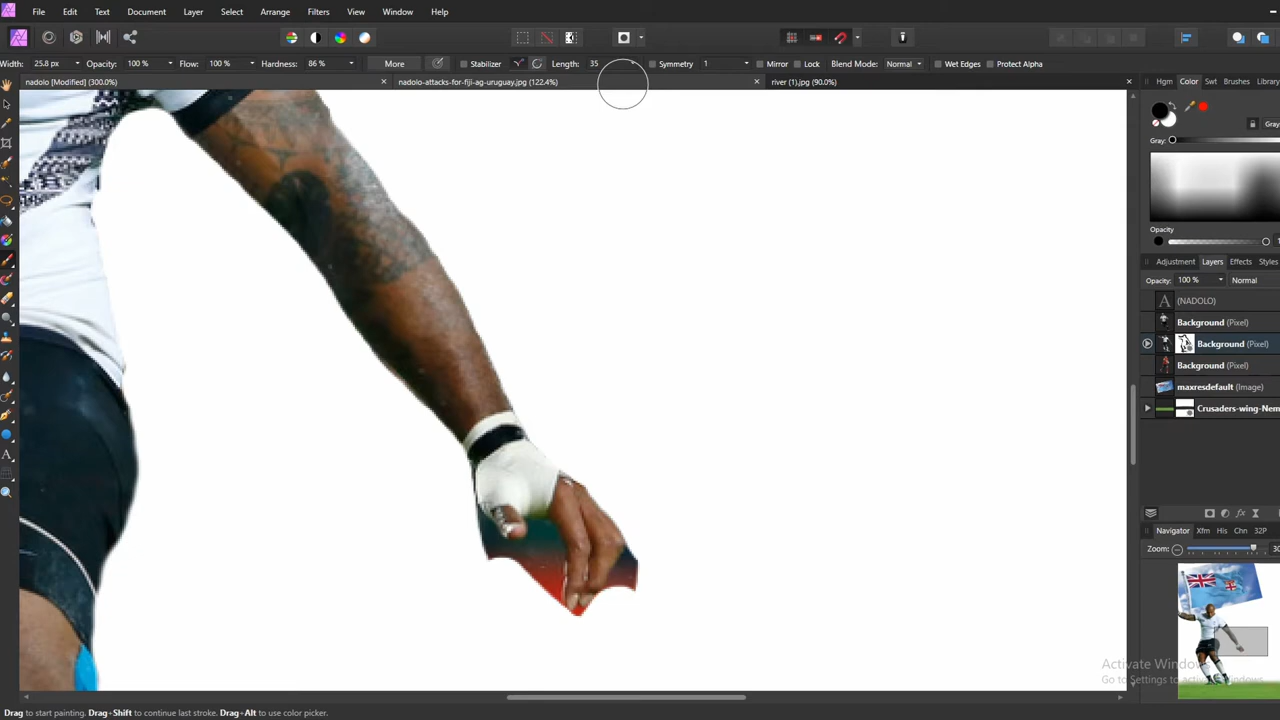 File Edit Text Document Layer Select Arrange Filters View Window Help
Width: 25.8 px Opacity: 100 % Flow: 100 % Hardness: 86 % More Stabilizer Length: 35 Symmetry 1 Mirror Lock Blend Mode: Normal Wet Edges Protect Alpha
nadolo [Modified] (300.0%) nadolo-attacks-for-fiji-ag-uruguay.jpg (122.4%) river (1).jpg (90.0%)
Hgm Color Swt Brushes Library
Gray
Gray:
Opacity
Adjustment Layers Effects Styles
Opacity: 100 % Normal
A (NADOLO)
Background (Pixel)
Background (Pixel)
Background (Pixel)
maxresdefault (Image)
Crusaders-wing-Nem
Navigator Xfm His Chn 32P
Zoom: 30
Activate Windows
Go to Settings to activate Windows.
Drag to start painting. Drag+Shift to continue last stroke. Drag+Alt to use color picker.